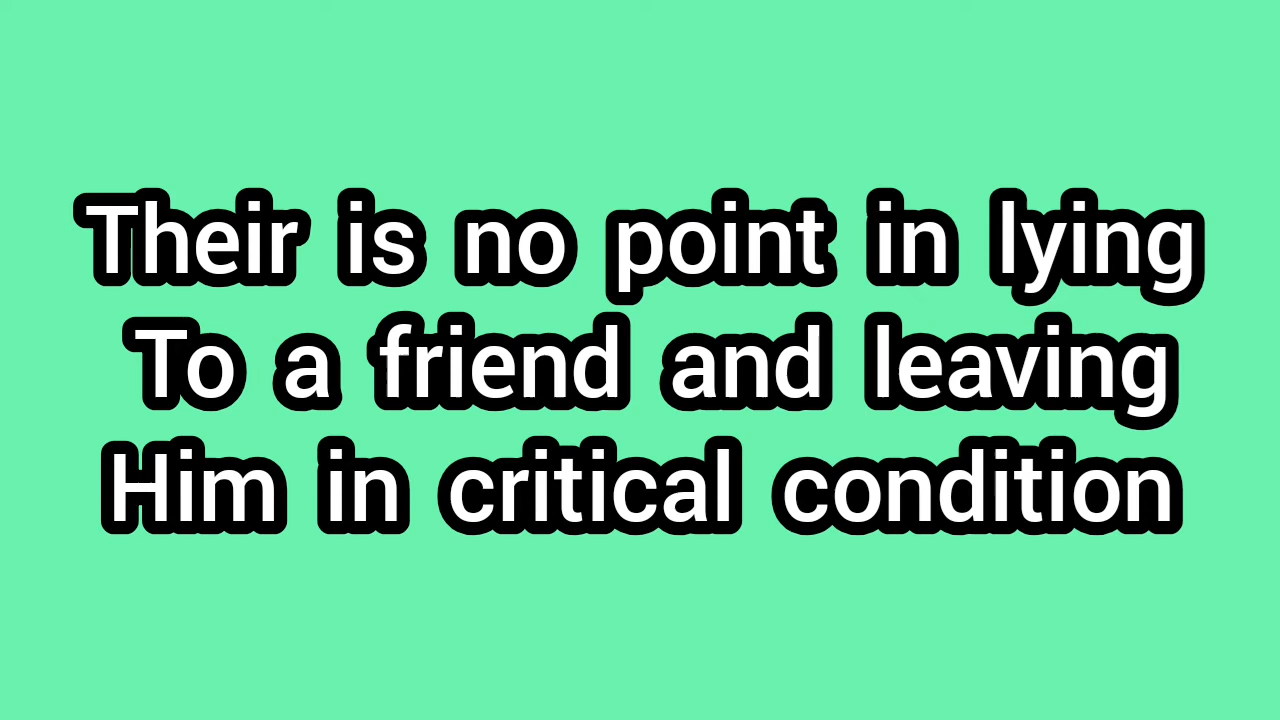 Their is no point in lying
To a friend and leaving
Him in critical condition